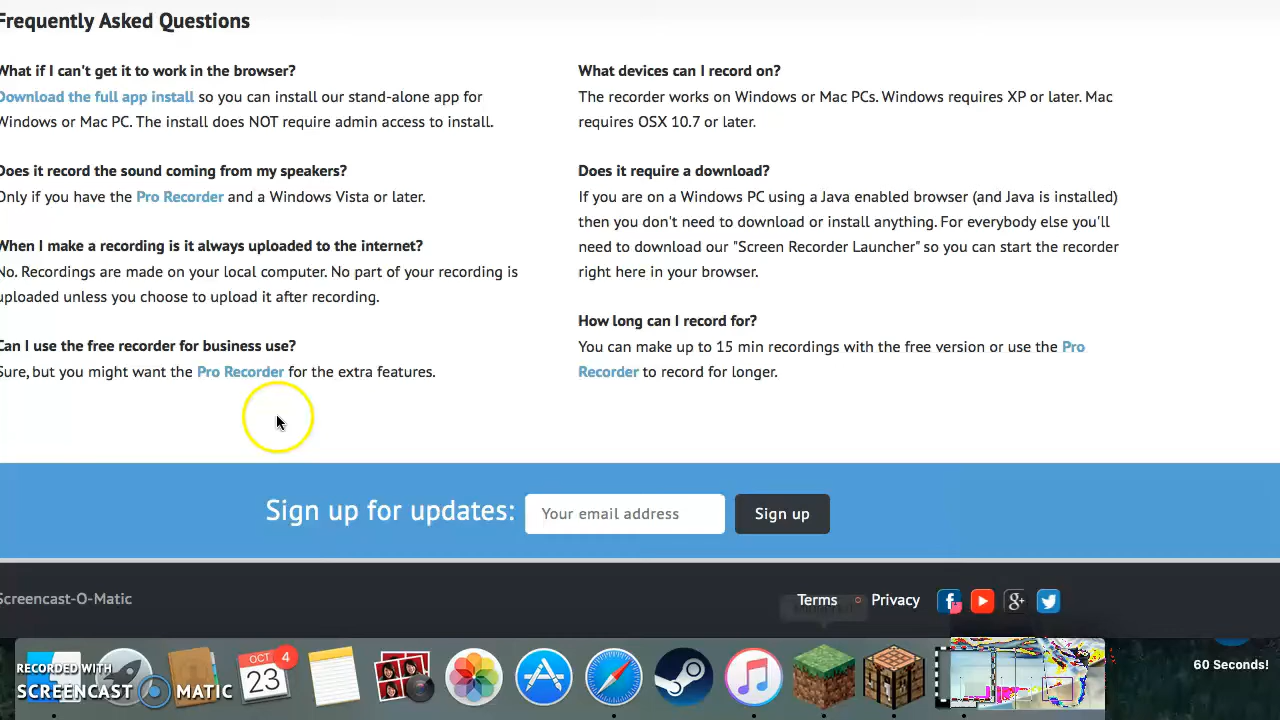 Frequently Asked Questions
What if I can't get it to work in the browser?
Download the full app install so you can install our stand-alone app for
Windows or Mac PC. The install does NOT require admin access to install.
Does it record the sound coming from my speakers?
Only if you have the Pro Recorder and a Windows Vista or later.
When I make a recording is it always uploaded to the internet?
No. Recordings are made on your local computer. No part of your recording is
uploaded unless you choose to upload it after recording.
Can I use the free recorder for business use?
Sure, but you might want the Pro Recorder for the extra features.
What devices can I record on?
The recorder works on Windows or Mac PCs. Windows requires XP or later. Mac
requires OSX 10.7 or later.
Does it require a download?
If you are on a Windows PC using a Java enabled browser (and Java is installed)
then you don't need to download or install anything. For everybody else you'll
need to download our "Screen Recorder Launcher" so you can start the recorder
right here in your browser.
How long can I record for?
You can make up to 15 min recordings with the free version or use the Pro
Recorder to record for longer.
Sign up for updates: Your email address Sign up
Screencast-O-Matic
Terms Privacy
OCT 4
23
60 Seconds!
RECORDED WITH
SCREENCAST MATIC